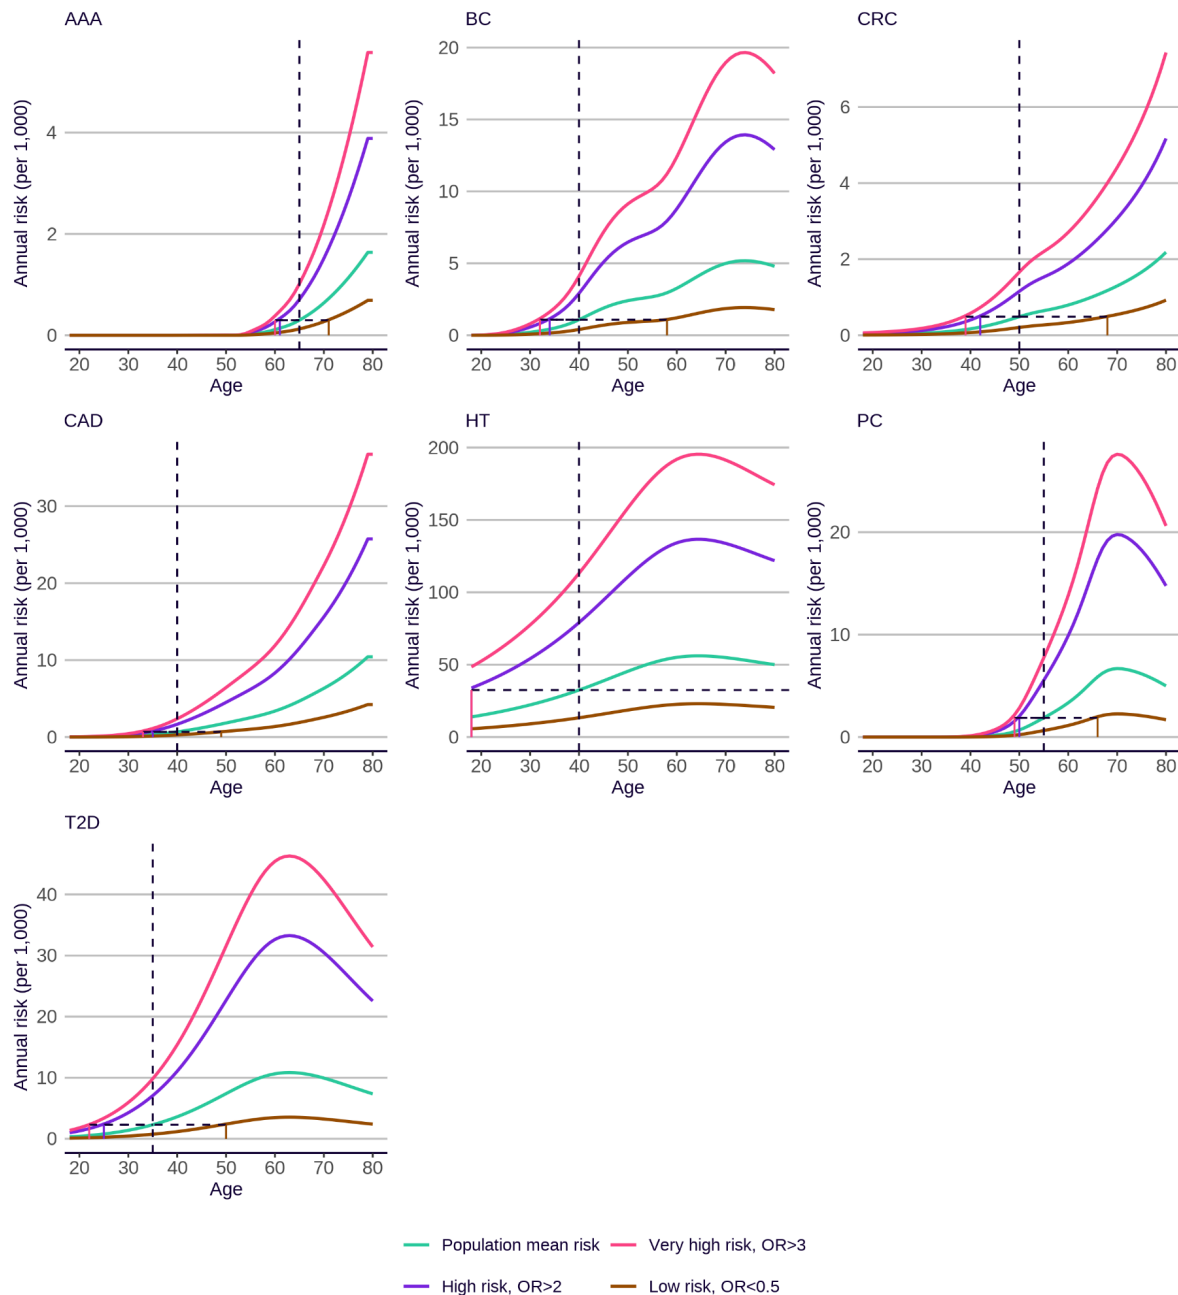 AAA
BC
CRC
Annual risk (per 1,000)
4
2
0
20 30 40 50 60 70 80
Age
Annual risk (per 1,000)
20
15
10
5
0
20 30 40 50 60 70 80
Age
Annual risk (per 1,000)
6
4
2
0
20 30 40 50 60 70 80
Age
CAD
HT
PC
Annual risk (per 1,000)
30
20
10
0
20 30 40 50 60 70 80
Age
Annual risk (per 1,000)
200
150
100
50
0
20 30 40 50 60 70 80
Age
Annual risk (per 1,000)
20
10
0
20 30 40 50 60 70 80
Age
T2D
Annual risk (per 1,000)
40
30
20
10
0
20 30 40 50 60 70 80
Age
Population mean risk Very high risk, OR>3
High risk, OR>2 Low risk, OR<0.5